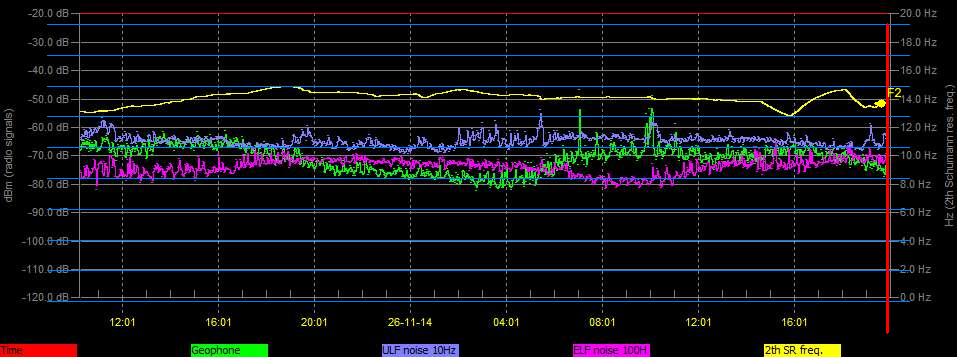 -20.0 dB 20.0 Hz
-30.0 dB 18.0 Hz
-40.0 dB 16.0 Hz
-50.0 dB 14.0 Hz
F2,
-60.0 dB 12.0 Hz
-70.0 dB 10.0 Hz
-80.0 dB 8.0 Hz
-90.0 dB 6.0 Hz
-100.0 dB 4.0 Hz
-110.0 dB 2.0 Hz
-120.0 dB 0.0 Hz
dBm (radio signals)
Hz (2th Schumann res. freq.)
12:01 16:01 20:01 26-11-14 04:01 08:01 12:01 16:01
Time Geophone ULF noise 10Hz ELF noise 100H 2th SR freq.